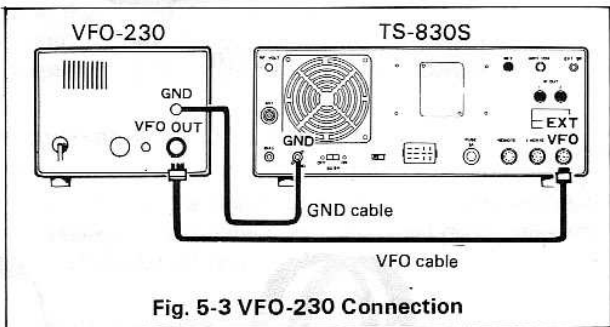 VFO-230
TS-830S
GND
VFO OUT
GND
EXT
VFO
REMOTE
GND cable
VFO cable
Fig. 5-3 VFO-230 Connection